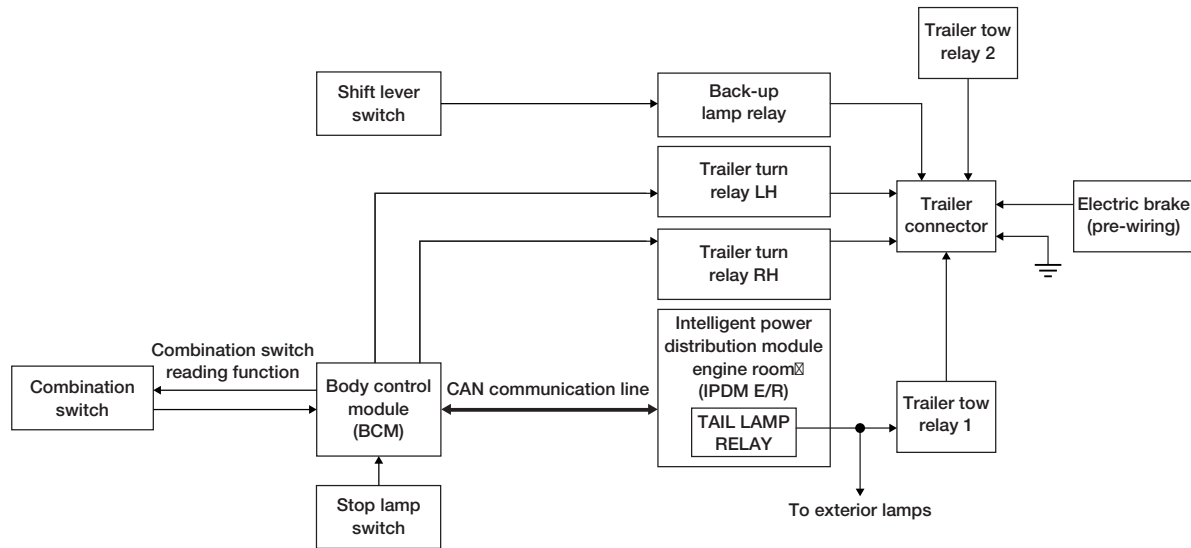 Trailer tow
relay 2
Shift lever
switch
Back-up
lamp relay
Trailer turn
relay LH
Trailer
connector
Electric brake
(pre-wiring)
Trailer turn
relay RH
Combination switch
reading function
Combination
switch
Body control
module
(BCM)
CAN communication line
Intelligent power
distribution module
engine room
(IPDM E/R)
TAIL LAMP
RELAY
Trailer tow
relay 1
Stop lamp
switch
To exterior lamps